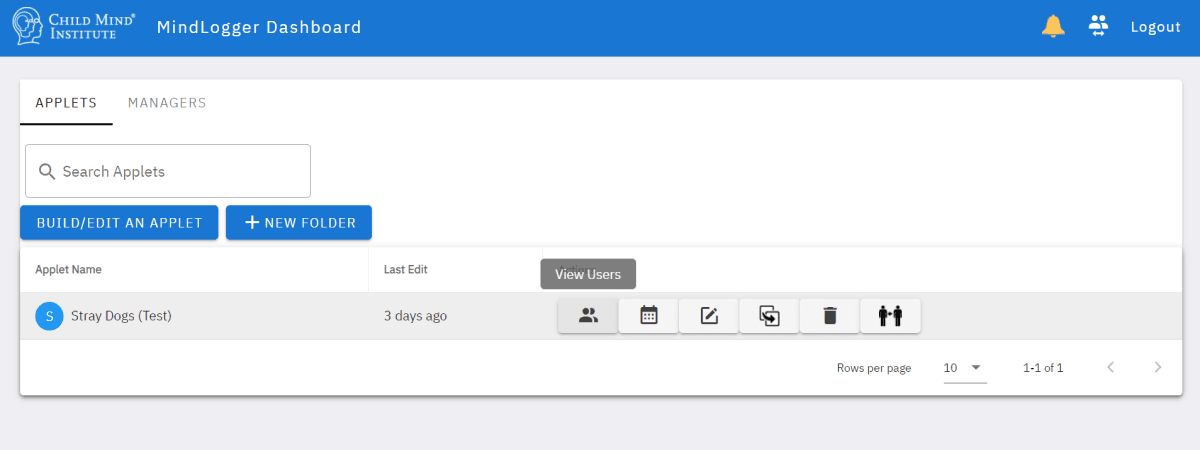 CHILD MIND®
INSTITUTE
MindLogger Dashboard
Logout
APPLETS
MANAGERS
Search Applets
BUILD/EDIT AN APPLET
NEW FOLDER
Applet Name
Last Edit
View Users
S
Stray Dogs (Test)
3 days ago
Rows per page
10
1-1 of 1